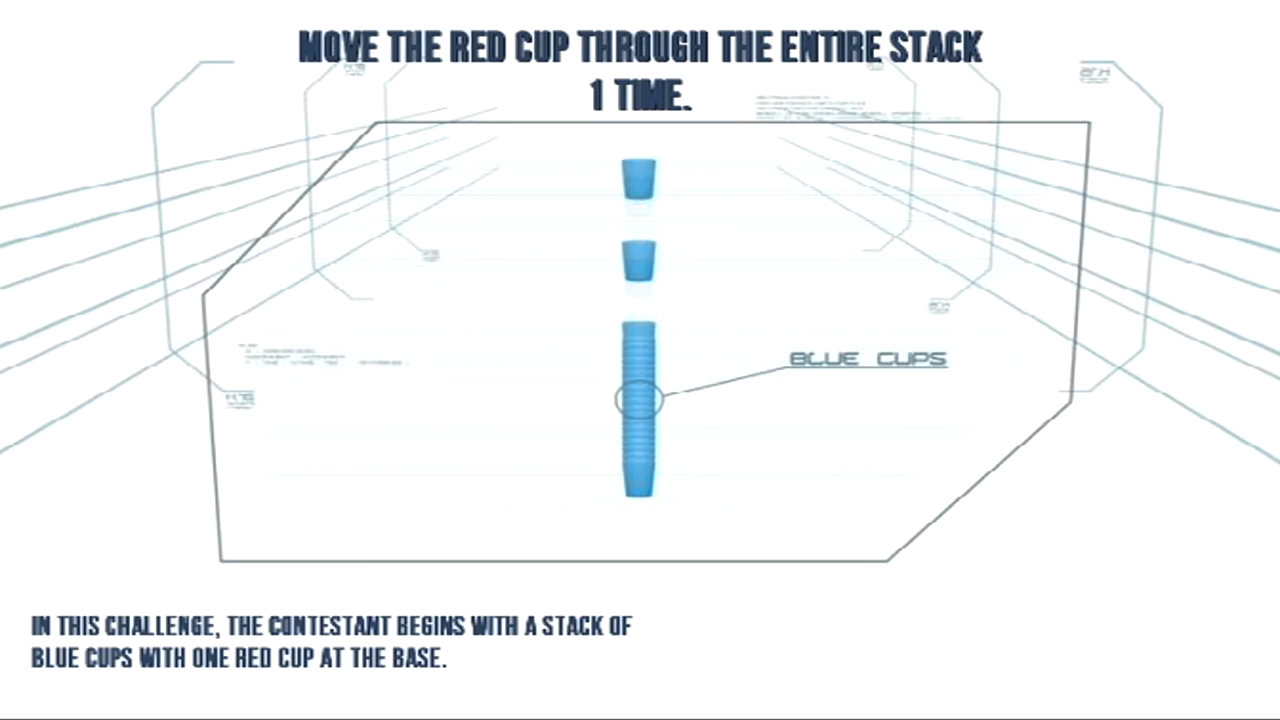 MOVE THE RED CUP THROUGH THE ENTIRE STACK
1 TIME.
BLUE CUPS
IN THIS CHALLENGE, THE CONTESTANT BEGINS WITH A STACK OF
BLUE CUPS WITH ONE RED CUP AT THE BASE.